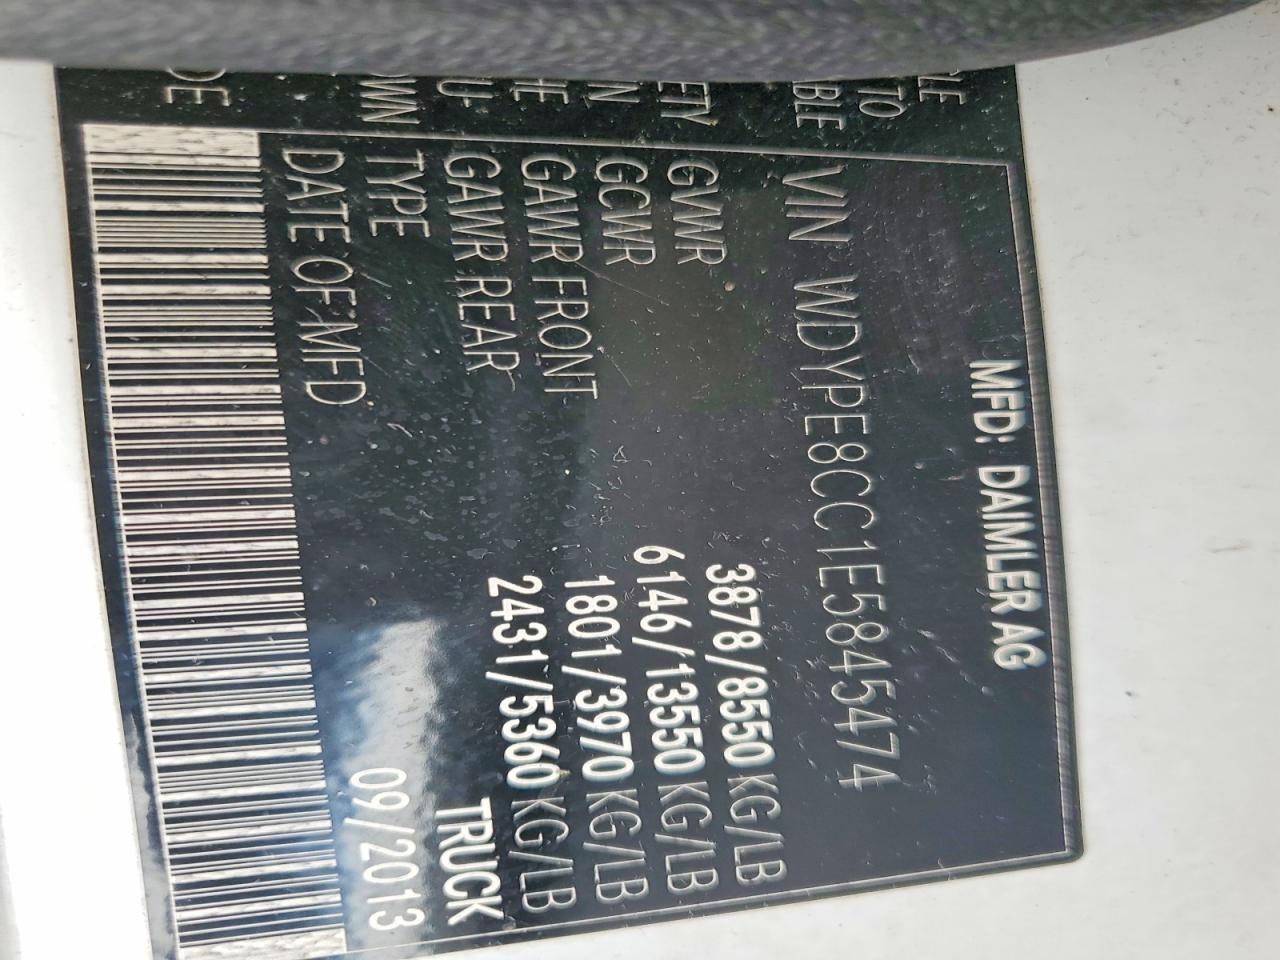 MFD: DAIMLER AG
VIN WDYPE8CC1E5845474
GVWR 3878/8550 KG/LB
GCWR 6146/13550 KG/LB
GAWR FRONT 1801/3970 KG/LB
GAWR REAR 2431/5360 KG/LB
TYPE TRUCK
DATE OF MFD 09/2013
TO